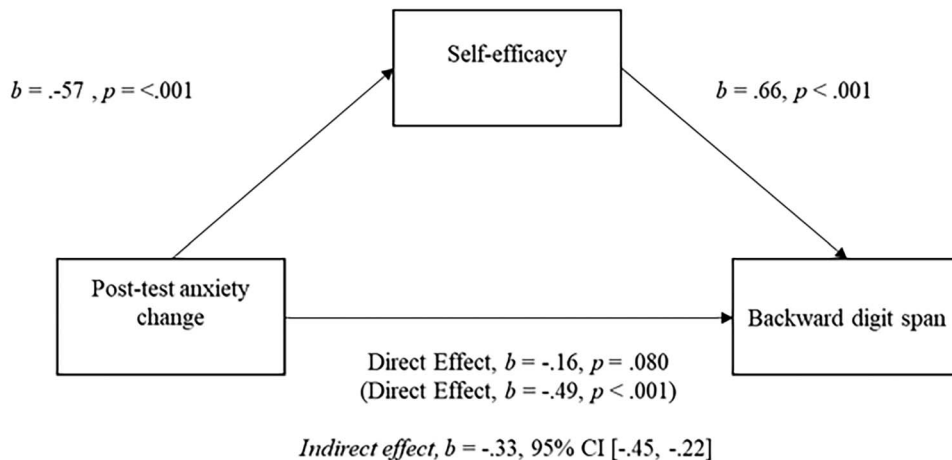 Self-efficacy
b = .-57 , p = <.001
b = .66, p < .001
Post-test anxiety
change
Backward digit span
Direct Effect, b = -.16, p = .080
(Direct Effect, b = -.49, p < .001)
Indirect effect, b = -.33, 95% CI [-.45, -.22]